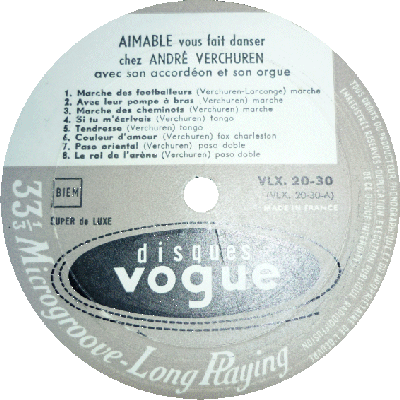 AIMABLE vous fait danser
chez ANDRÉ VERCHUREN
avec son accordéon et son orgue
1. Marche des footballeurs (Verchuren-Larcange) marche
2. Avec leur pompe à bras (Verchuren) marche
3. Marche des cheminots (Verchuren) marche
4. Si tu m'écrivais (Verchuren) tango
5. Tendresse (Verchuren) tango
6. Couleur d'amour (Verchuren) fox charleston
7. Paso oriental (Verchuren) paso doble
8. Le roi de l'arène (Verchuren) paso doble
BIEM
VLX. 20-30
(VLX. 20-30-A)
MADE IN FRANCE
SUPER de LUXE
disques
vogue
33 1/3 Microgroove-Long Playing